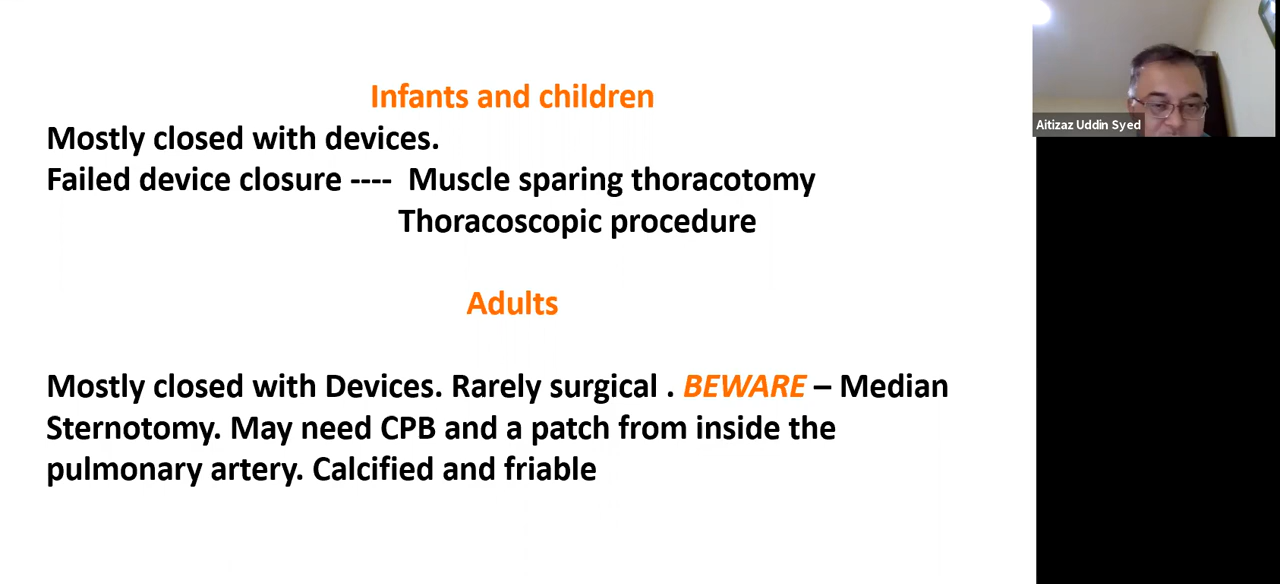 Infants and children
Mostly closed with devices.
Failed device closure ---- Muscle sparing thoracotomy
Thoracoscopic procedure
Adults
Mostly closed with Devices. Rarely surgical . BEWARE – Median
Sternotomy. May need CPB and a patch from inside the
pulmonary artery. Calcified and friable
Aitizaz Uddin Syed